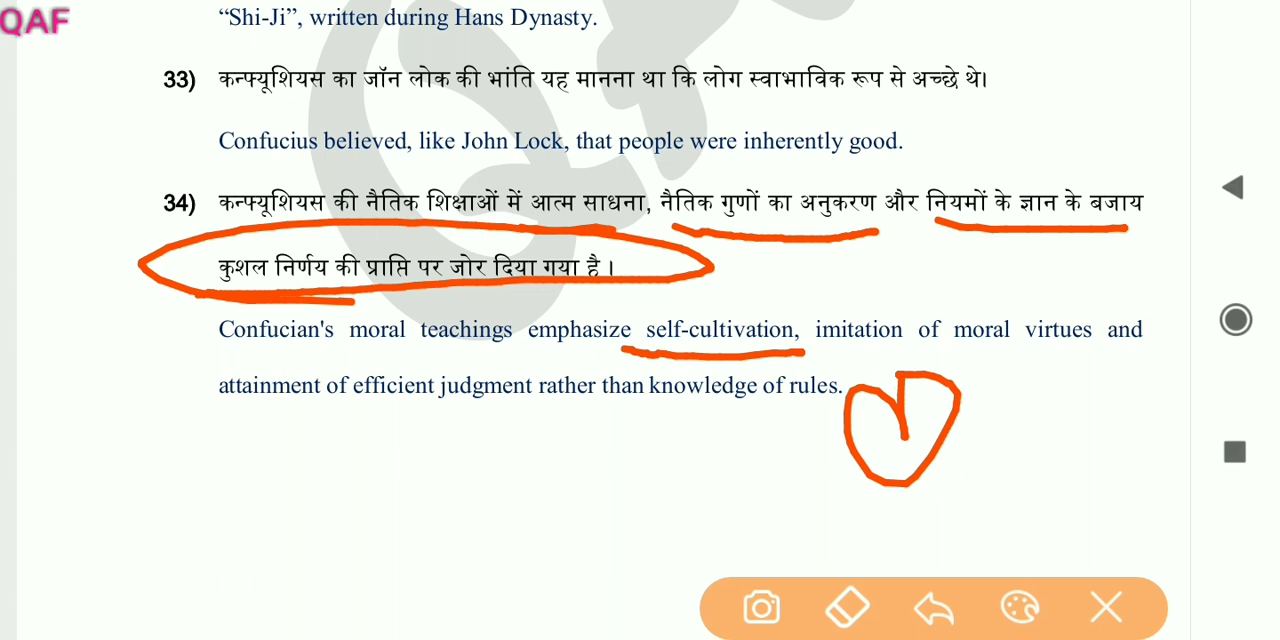 QAF
“Shi-Ji”, written during Hans Dynasty.
33) कन्फ्यूशियस का जॉन लोक की भांति यह मानना था कि लोग स्वाभाविक रूप से अच्छे थे।
Confucius believed, like John Lock, that people were inherently good.
34) कन्फ्यूशियस की नैतिक शिक्षाओं में आत्म साधना, नैतिक गुणों का अनुकरण और नियमों के ज्ञान के बजाय
कुशल निर्णय की प्राप्ति पर जोर दिया गया है।
Confucian's moral teachings emphasize self-cultivation, imitation of moral virtues and
attainment of efficient judgment rather than knowledge of rules.